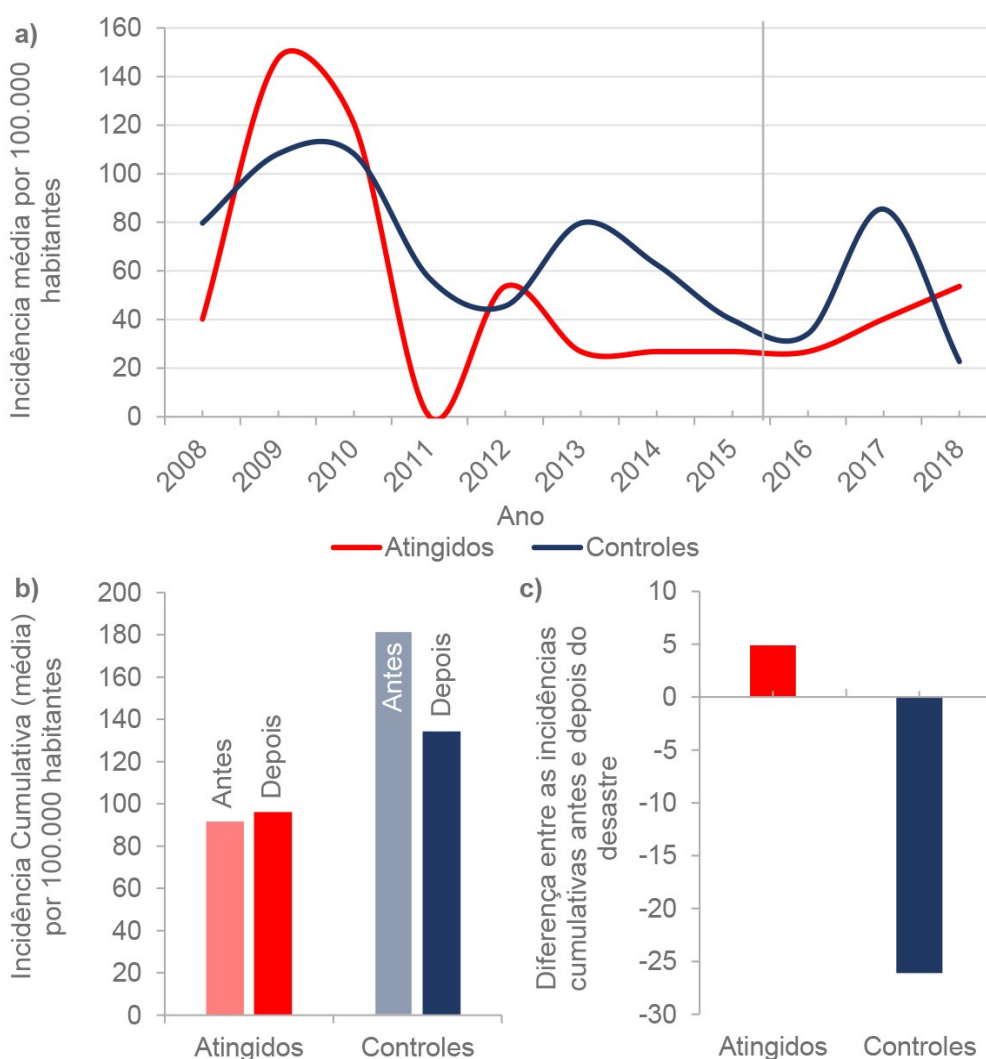 a)
Incidência média por 100.000
habitantes
160
140
120
100
80
60
40
20
0
2008
2009
2010
2011
2012
2013
2014
2015
2016
2017
2018
Ano
Atingidos
Controles
b)
Incidência Cumulativa (média)
por 100.000 habitantes
200
180
160
140
120
100
80
60
40
20
0
Antes
Depois
Antes
Depois
Atingidos
Controles
c)
Diferença entre as incidências
cumulativas antes e depois do
desastre
10
5
0
-5
-10
-15
-20
-25
-30
Atingidos
Controles